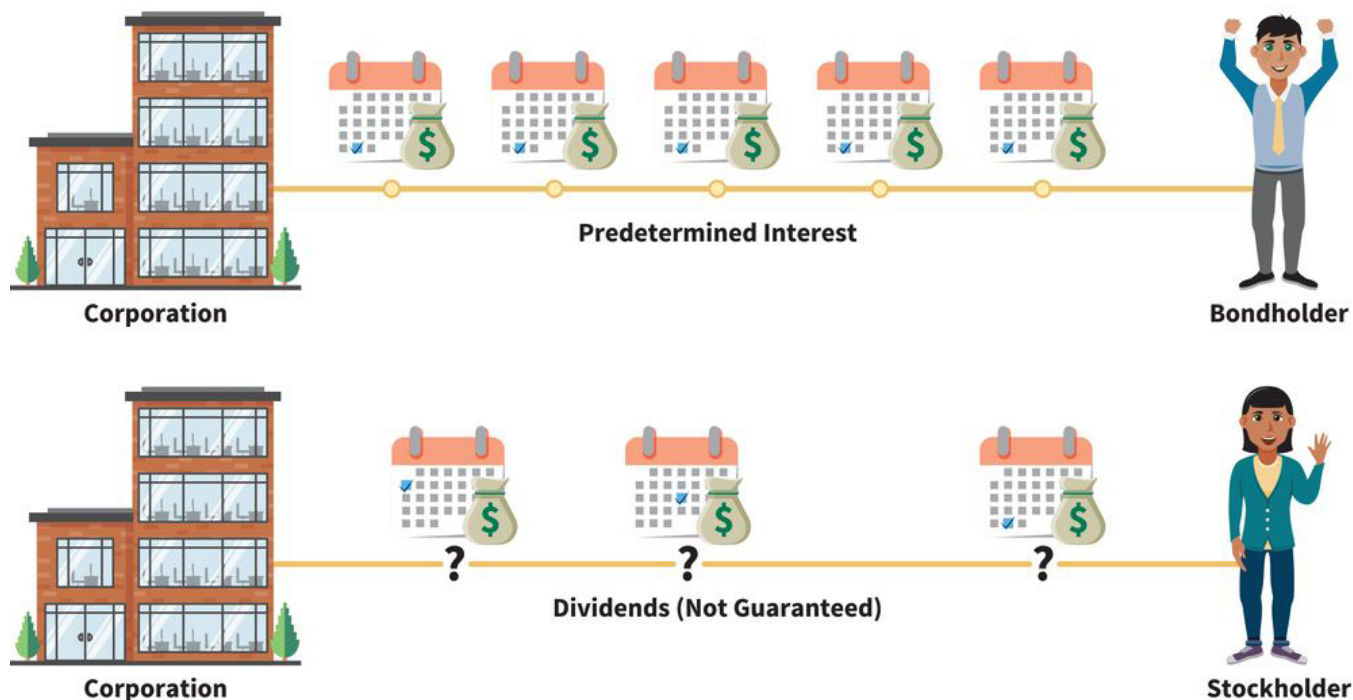 $
$
$
$
$
Predetermined Interest
Corporation
Bondholder
$
$
$
?
?
?
Dividends (Not Guaranteed)
Corporation
Stockholder